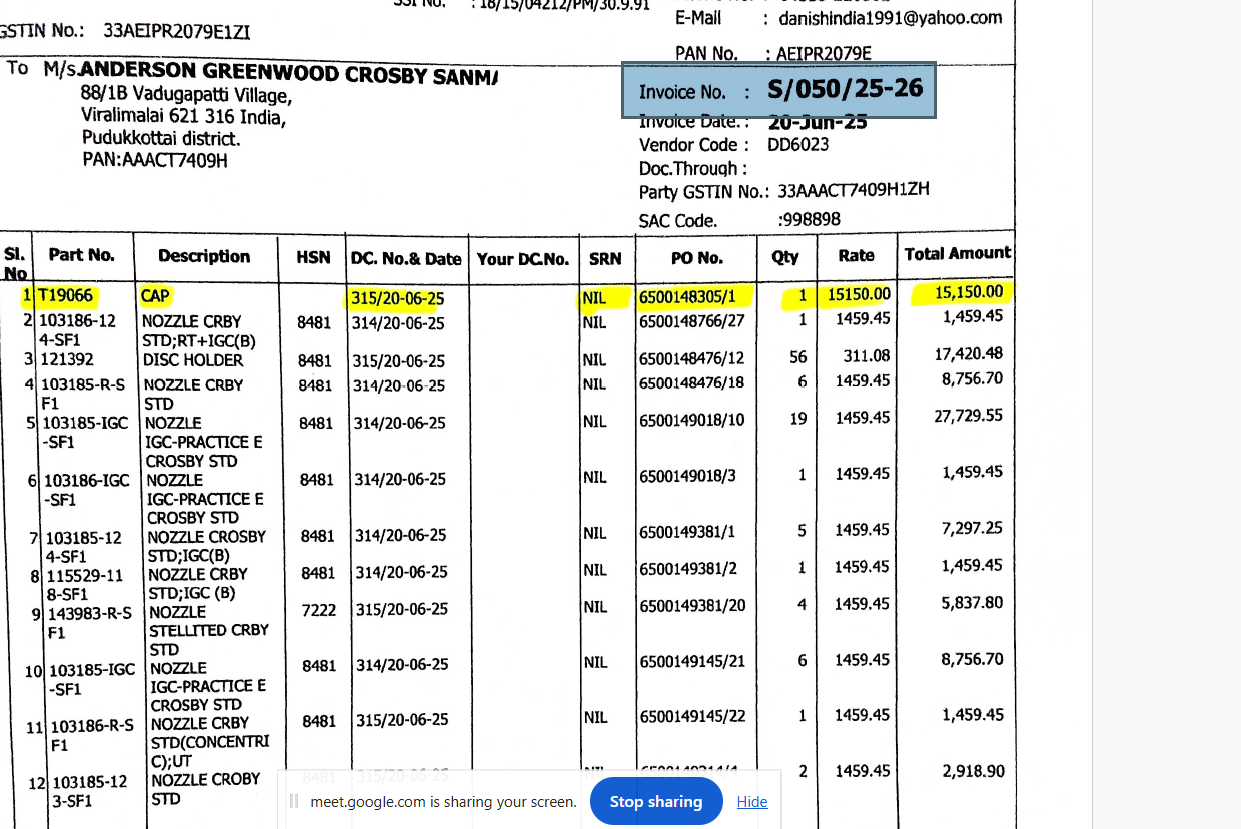 : 18/15/04212/PM/30.9.91
E-Mail : danishindia1991@yahoo.com
GSTIN No.: 33AEIPR2079E1ZI
PAN No. : AEIPR2079E
To M/s.ANDERSON GREENWOOD CROSBY SANMA
88/1B Vadugapatti Village,
Viralimalai 621 316 India,
Pudukkottai district.
PAN:AAACT7409H
Invoice No. : S/050/25-26
Invoice Date. : 20-Jun-25
Vendor Code : DD6023
Doc.Through :
Party GSTIN No.: 33AAACT7409H1ZH
SAC Code. :998898
Sl. No Part No. Description HSN DC. No.& Date Your DC.No. SRN PO No. Qty Rate Total Amount
1 T19066 CAP 315/20-06-25 NIL 6500148305/1 1 15150.00 15,150.00
2 103186-12 NOZZLE CRBY 8481 314/20-06-25 NIL 6500148766/27 1 1459.45 1,459.45
4-SF1 STD;RT+IGC(B)
3 121392 DISC HOLDER 8481 315/20-06-25 NIL 6500148476/12 56 311.08 17,420.48
4 103185-R-S NOZZLE CRBY 8481 314/20-06-25 NIL 6500148476/18 6 1459.45 8,756.70
F1 STD
5 103185-IGC NOZZLE 8481 314/20-06-25 NIL 6500149018/10 19 1459.45 27,729.55
-SF1 IGC-PRACTICE E
CROSBY STD
6 103186-IGC NOZZLE 8481 314/20-06-25 NIL 6500149018/3 1 1459.45 1,459.45
-SF1 IGC-PRACTICE E
CROSBY STD
7 103185-12 NOZZLE CROSBY 8481 314/20-06-25 NIL 6500149381/1 5 1459.45 7,297.25
4-SF1 STD;IGC(B)
8 115529-11 NOZZLE CRBY 8481 314/20-06-25 NIL 6500149381/2 1 1459.45 1,459.45
8-SF1 STD;IGC (B)
9 143983-R-S NOZZLE 7222 315/20-06-25 NIL 6500149381/20 4 1459.45 5,837.80
F1 STELLITED CRBY
STD
10 103185-IGC NOZZLE 8481 314/20-06-25 NIL 6500149145/21 6 1459.45 8,756.70
-SF1 IGC-PRACTICE E
CROSBY STD
11 103186-R-S NOZZLE CRBY 8481 315/20-06-25 NIL 6500149145/22 1 1459.45 1,459.45
F1 STD(CONCENTRI
C);UT
12 103185-12 NOZZLE CROBY 8481 315/20-06-25 NIL 2 1459.45 2,918.90
3-SF1 STD
meet.google.com is sharing your screen. Stop sharing Hide